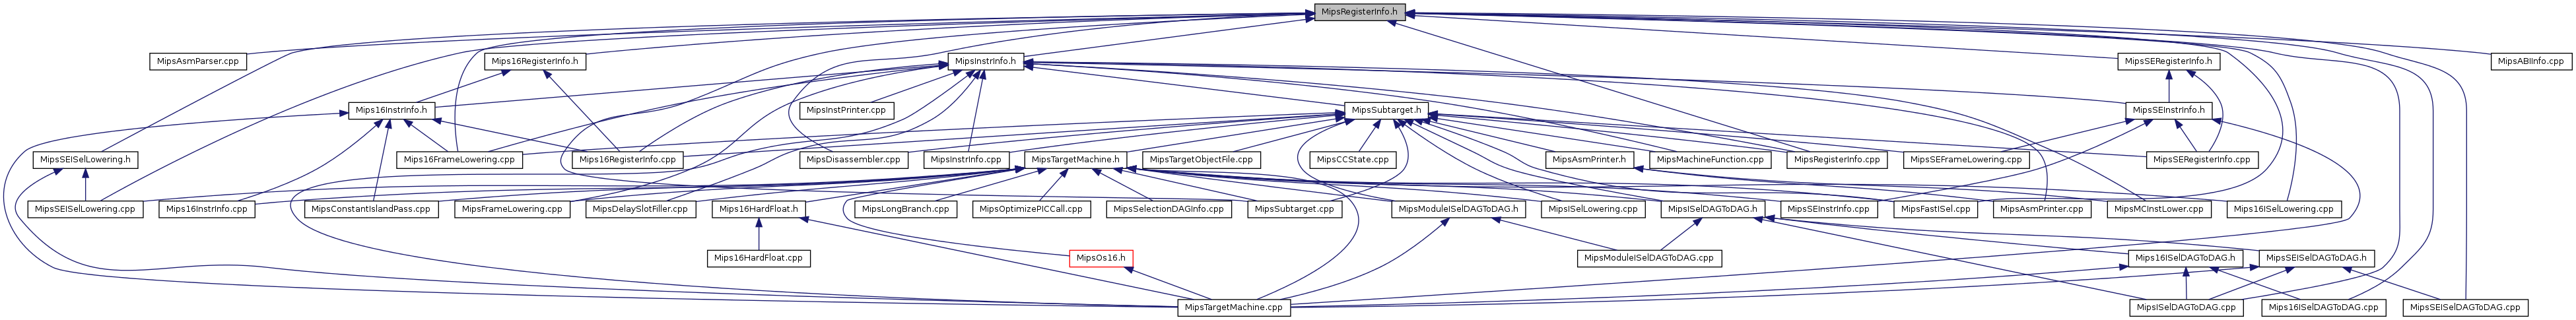 MipsRegisterInfo.h
MipsAsmParser.cpp
Mips16RegisterInfo.h
MipsInstrInfo.h
MipsSERegisterInfo.h
MipsABIInfo.cpp
Mips16InstrInfo.h
MipsInstPrinter.cpp
MipsSubtarget.h
MipsSEInstrInfo.h
MipsSEISelLowering.h
Mips16FrameLowering.cpp
Mips16RegisterInfo.cpp
MipsDisassembler.cpp
MipsInstrInfo.cpp
MipsTargetMachine.h
MipsTargetObjectFile.cpp
MipsCCState.cpp
MipsAsmPrinter.h
MipsMachineFunction.cpp
MipsRegisterInfo.cpp
MipsSEFrameLowering.cpp
MipsSERegisterInfo.cpp
MipsSEISelLowering.cpp
Mips16InstrInfo.cpp
MipsConstantIslandPass.cpp
MipsFrameLowering.cpp
MipsDelaySlotFiller.cpp
Mips16HardFloat.h
MipsLongBranch.cpp
MipsOptimizePICCall.cpp
MipsSelectionDAGInfo.cpp
MipsSubtarget.cpp
MipsModuleISelDAGToDAG.h
MipsISelLowering.cpp
MipsISelDAGToDAG.h
MipsSEInstrInfo.cpp
MipsFastISel.cpp
MipsAsmPrinter.cpp
MipsMCInstLower.cpp
Mips16ISelLowering.cpp
Mips16HardFloat.cpp
MipsOs16.h
MipsModuleISelDAGToDAG.cpp
Mips16ISelDAGToDAG.h
MipsSEISelDAGToDAG.h
MipsTargetMachine.cpp
MipsISelDAGToDAG.cpp
Mips16ISelDAGToDAG.cpp
MipsSEISelDAGToDAG.cpp